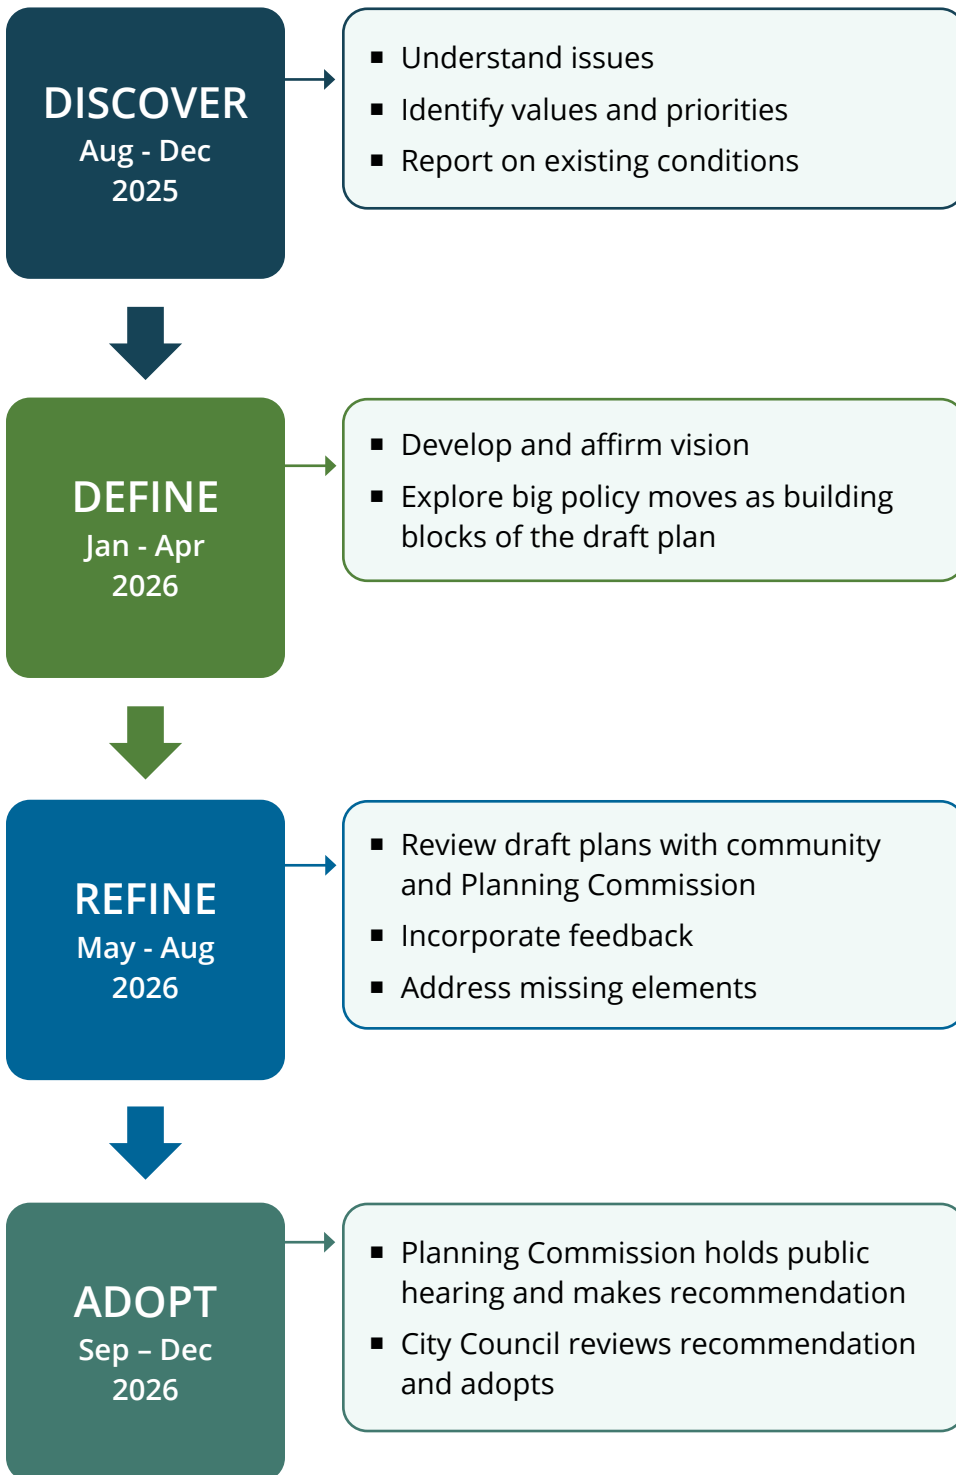 DISCOVER
Aug - Dec
2025
▪ Understand issues
▪ Identify values and priorities
▪ Report on existing conditions
DEFINE
Jan - Apr
2026
▪ Develop and affirm vision
▪ Explore big policy moves as building
blocks of the draft plan
REFINE
May - Aug
2026
▪ Review draft plans with community
and Planning Commission
▪ Incorporate feedback
▪ Address missing elements
ADOPT
Sep – Dec
2026
▪ Planning Commission holds public
hearing and makes recommendation
▪ City Council reviews recommendation
and adopts